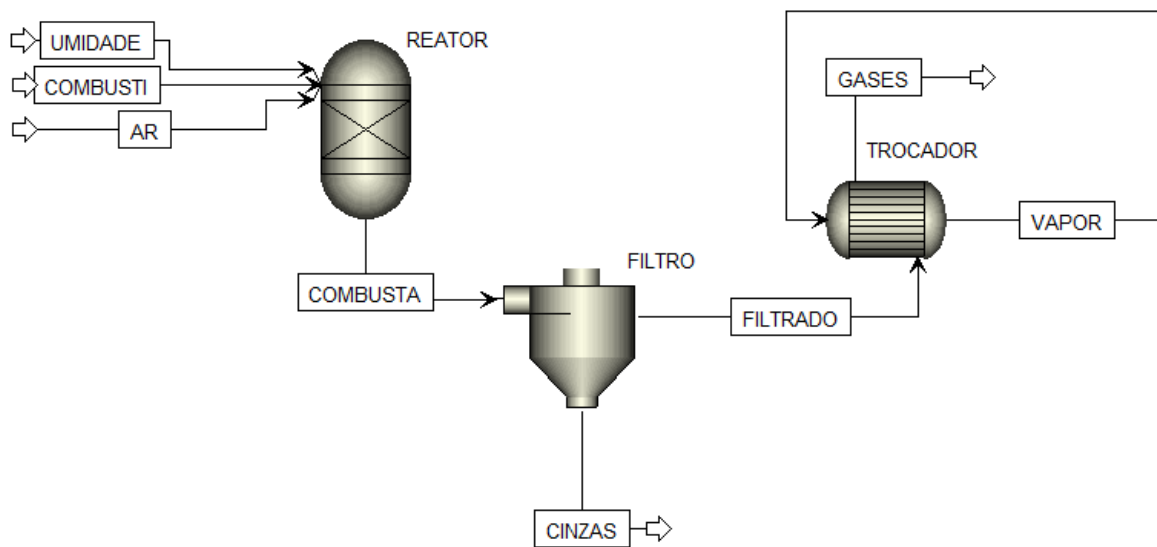 UMIDADE
REATOR
COMBUSTI
AR
GASES
TROCADOR
VAPOR
COMBUSTA
FILTRO
FILTRADO
CINZAS